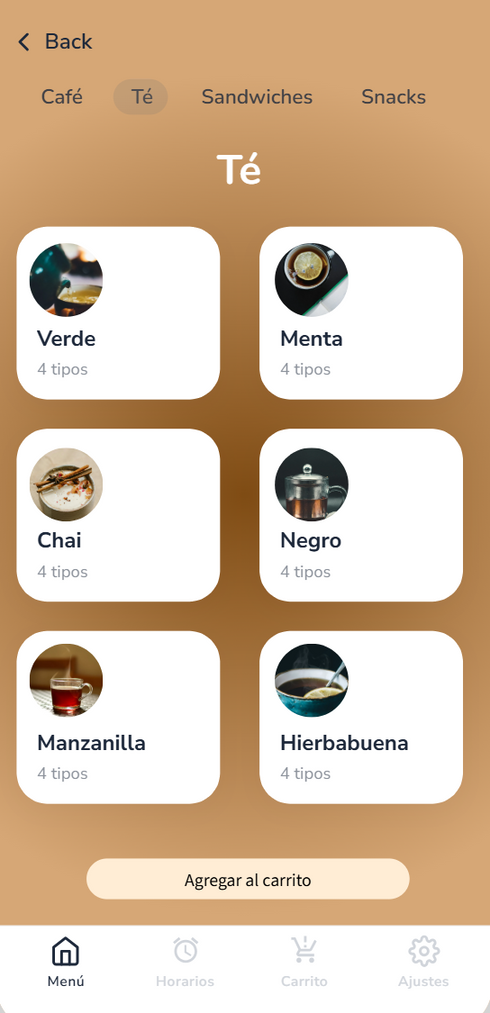 Back
Café Té Sandwiches Snacks
Té
Verde
4 tipos
Menta
4 tipos
Chai
4 tipos
Negro
4 tipos
Manzanilla
4 tipos
Hierbabuena
4 tipos
Agregar al carrito
Menú Horarios Carrito Ajustes